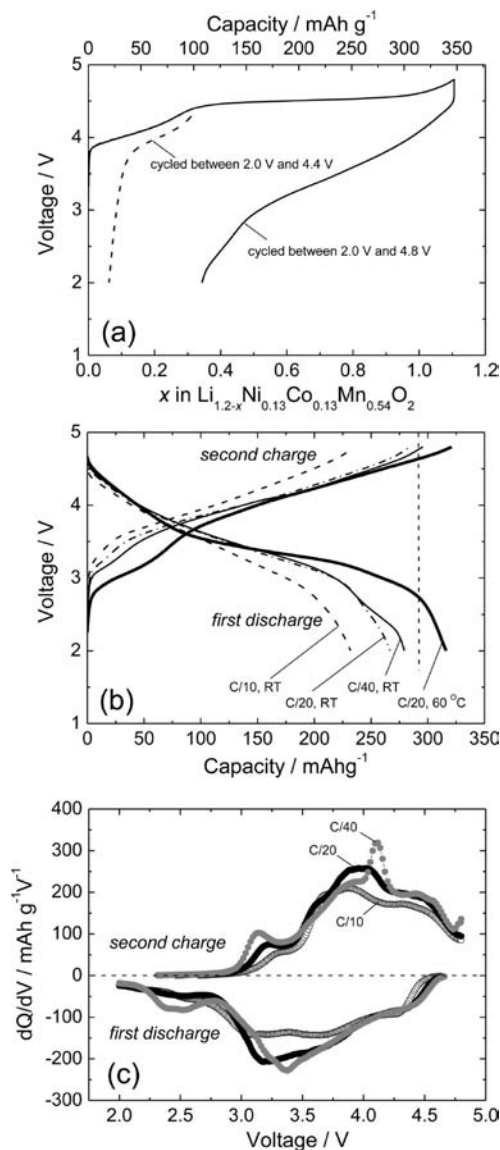 Capacity / mAh g⁻¹
0 50 100 150 200 250 300 350
5
4
3
2
1
Voltage / V
cycled between 2.0 V and 4.4 V
cycled between 2.0 V and 4.8 V
(a)
0.0 0.2 0.4 0.6 0.8 1.0 1.2
x in Li₁.₂₋ₓNi₀.₁₃Co₀.₁₃Mn₀.₅₄O₂
5
4
3
2
1
Voltage / V
second charge
first discharge
C/10, RT
C/20, RT
C/40, RT
C/20, 60 °C
(b)
0 50 100 150 200 250 300 350
Capacity / mAhg⁻¹
400
300
200
100
0
-100
-200
-300
dQ/dV / mAh g⁻¹V⁻¹
C/40
C/20
C/10
second charge
first discharge
(c)
2.0 2.5 3.0 3.5 4.0 4.5 5.0
Voltage / V